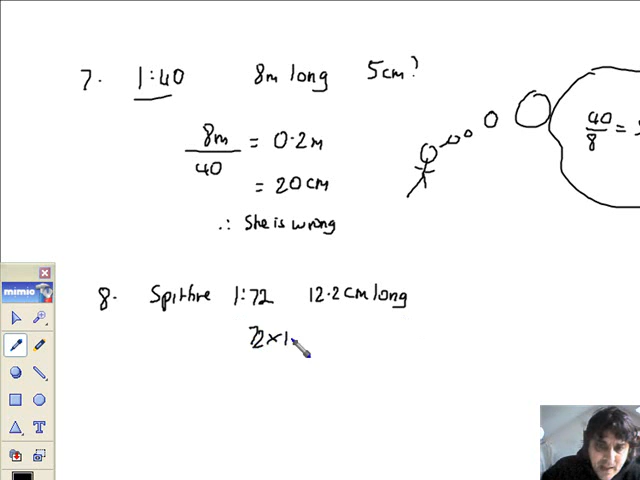 7. 1:40 8m long 5cm?
8m/40 = 0.2m
= 20cm
∴ She is wrong
40/8 =
8. Spitfire 1:72 12.2cm long
72×1
mimio
A T